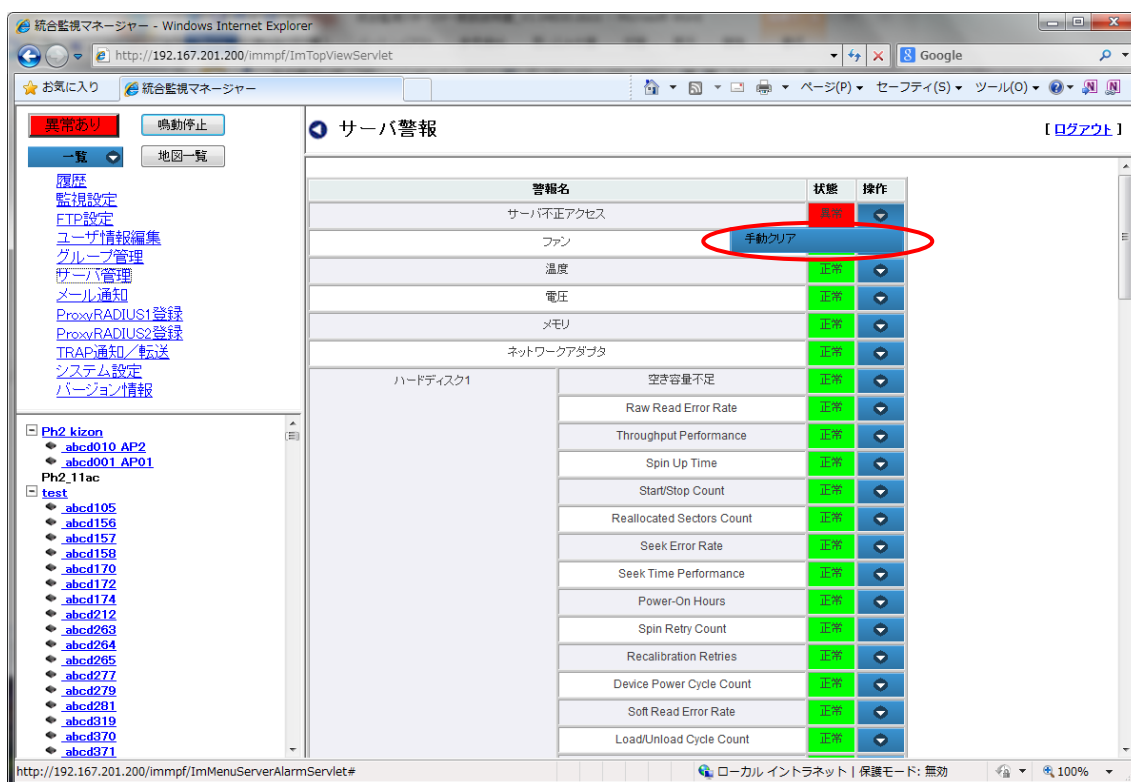 統合監視マネージャー - Windows Internet Explorer
http://192.167.201.200/immpf/ImTopViewServlet
Google
お気に入り
統合監視マネージャー
ページ(P)
セーフティ(S)
ツール(O)
異常あり
鳴動停止
一覧
地図一覧
履歴
監視設定
FTP設定
ユーザ情報編集
グループ管理
サーバ管理
メール通知
ProxyRADIUS1登録
ProxyRADIUS2登録
TRAP通知／転送
システム設定
バージョン情報
Ph2_kizon
abcd010_AP2
abcd001_AP01
Ph2_11ac
test
abcd105
abcd156
abcd157
abcd158
abcd170
abcd172
abcd174
abcd212
abcd263
abcd264
abcd265
abcd277
abcd279
abcd281
abcd319
abcd370
abcd371
サーバ警報
[ ログアウト ]
警報名 状態 操作
サーバ不正アクセス 異常
ファン
手動クリア
温度 正常
電圧 正常
メモリ 正常
ネットワークアダプタ 正常
ハードディスク1 空き容量不足 正常
Raw Read Error Rate 正常
Throughput Performance 正常
Spin Up Time 正常
Start/Stop Count 正常
Reallocated Sectors Count 正常
Seek Error Rate 正常
Seek Time Performance 正常
Power-On Hours 正常
Spin Retry Count 正常
Recalibration Retries 正常
Device Power Cycle Count 正常
Soft Read Error Rate 正常
Load/Unload Cycle Count 正常
http://192.167.201.200/immpf/ImMenuServerAlarmServlet#
ローカル イントラネット | 保護モード: 無効
100%